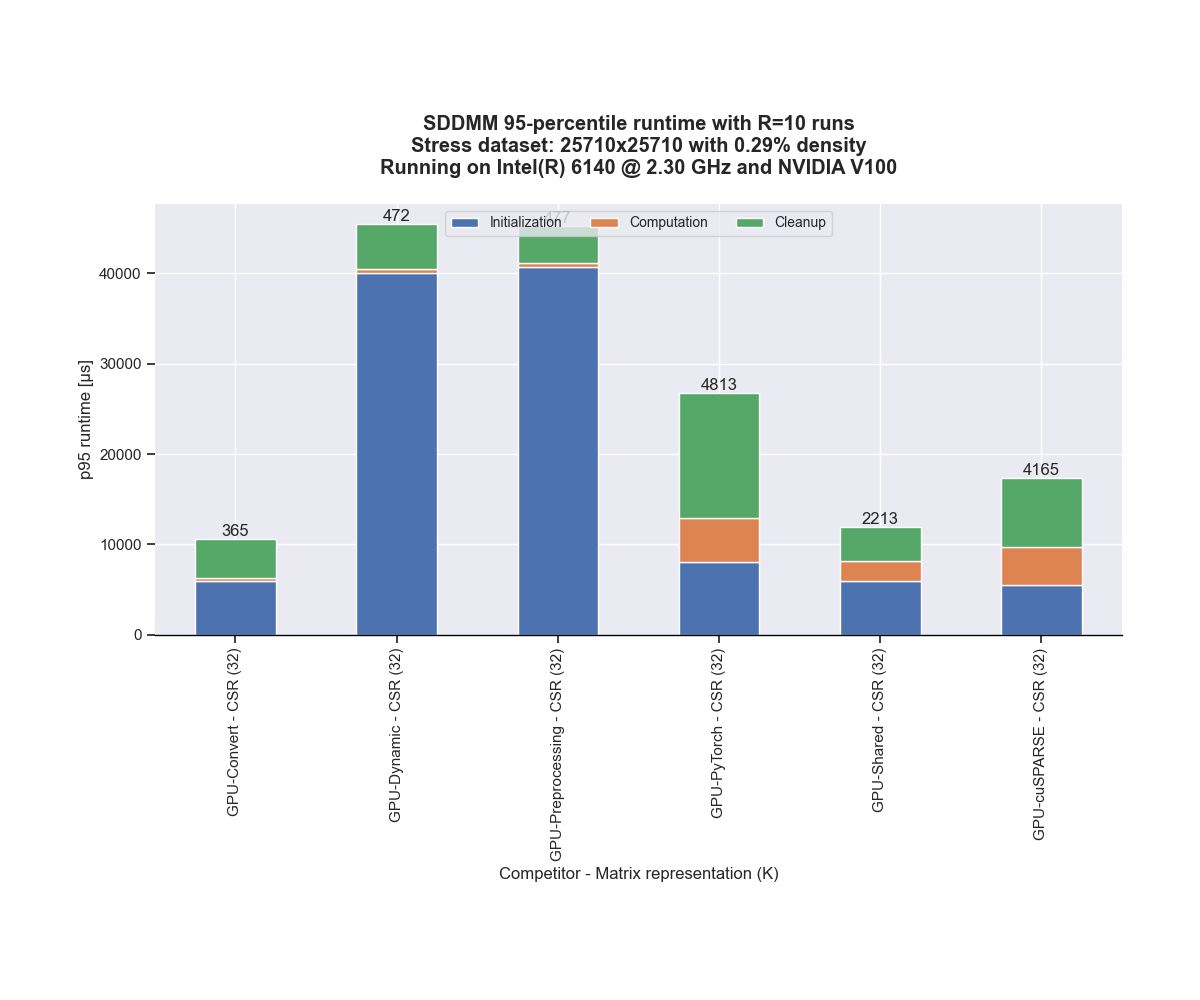 SDDMM 95-percentile runtime with R=10 runs
Stress dataset: 25710x25710 with 0.29% density
Running on Intel(R) 6140 @ 2.30 GHz and NVIDIA V100
Initialization
Computation
Cleanup
472
477
365
4813
2213
4165
p95 runtime [µs]
40000
30000
20000
10000
0
GPU-Convert - CSR (32)
GPU-Dynamic - CSR (32)
GPU-Preprocessing - CSR (32)
GPU-PyTorch - CSR (32)
GPU-Shared - CSR (32)
GPU-cuSPARSE - CSR (32)
Competitor - Matrix representation (K)